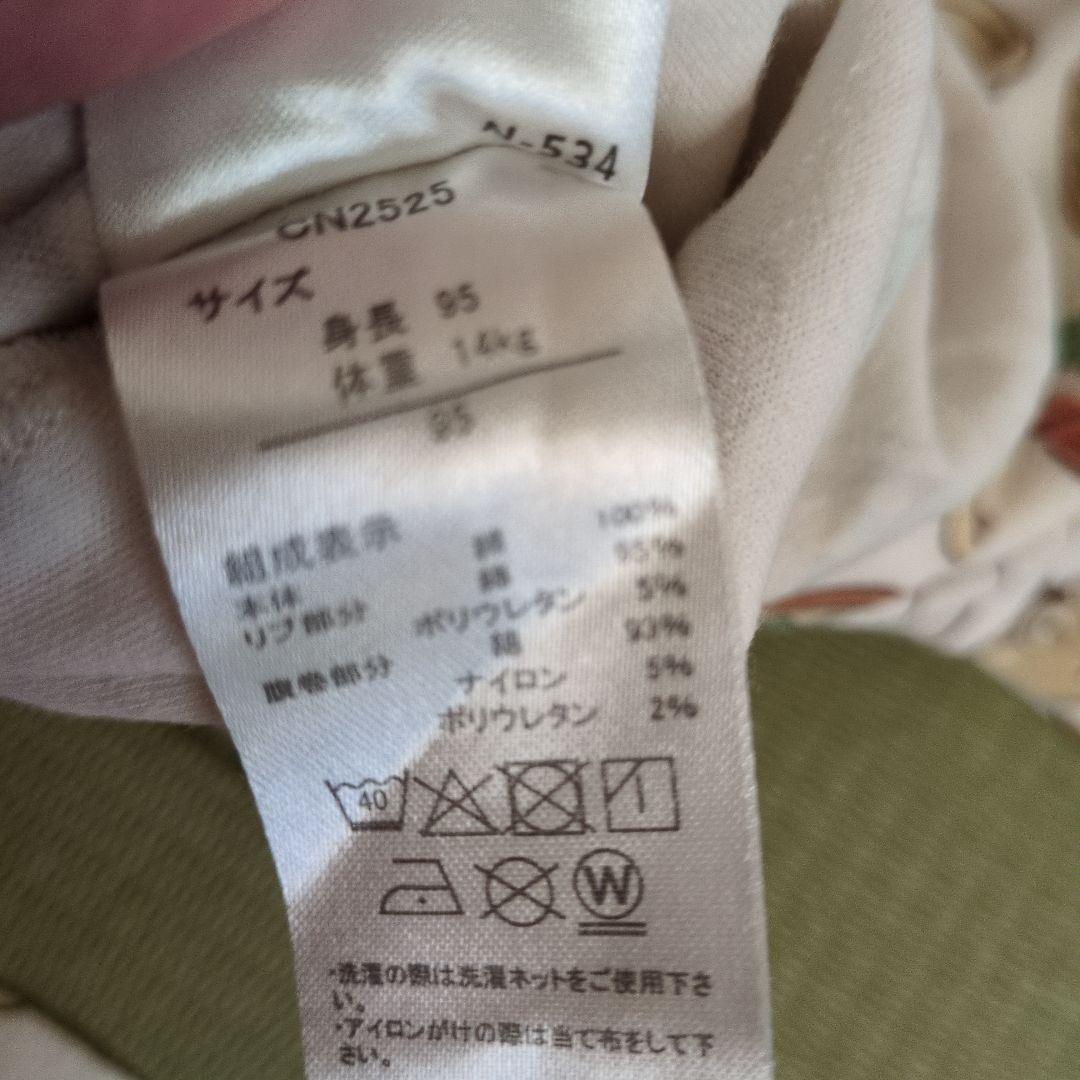 N-534
CN2525
サイズ
身長 95
体重 14kg
95
組成表示
本体 綿 100%
リブ部分 綿 95%
ポリウレタン 5%
腹巻部分 綿 93%
ナイロン 5%
ポリウレタン 2%
40
W
・洗濯の際は洗濯ネットをご使用下さ
い。
・アイロンがけの際は当て布をして下
さい。